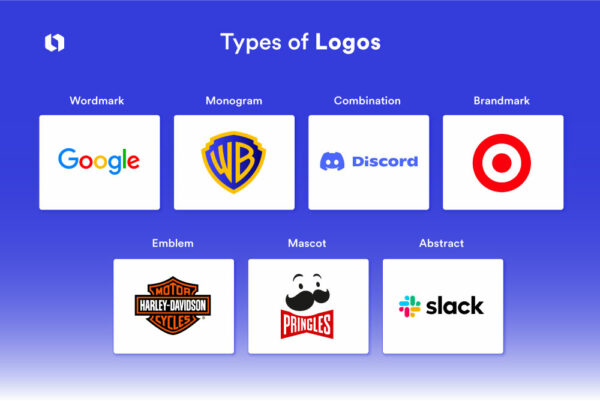 Types of Logos
Wordmark
Monogram
Combination
Brandmark
Google
WB
Discord
Emblem
Mascot
Abstract
MOTOR
HARLEY-DAVIDSON
CYCLES
PRINGLES
slack